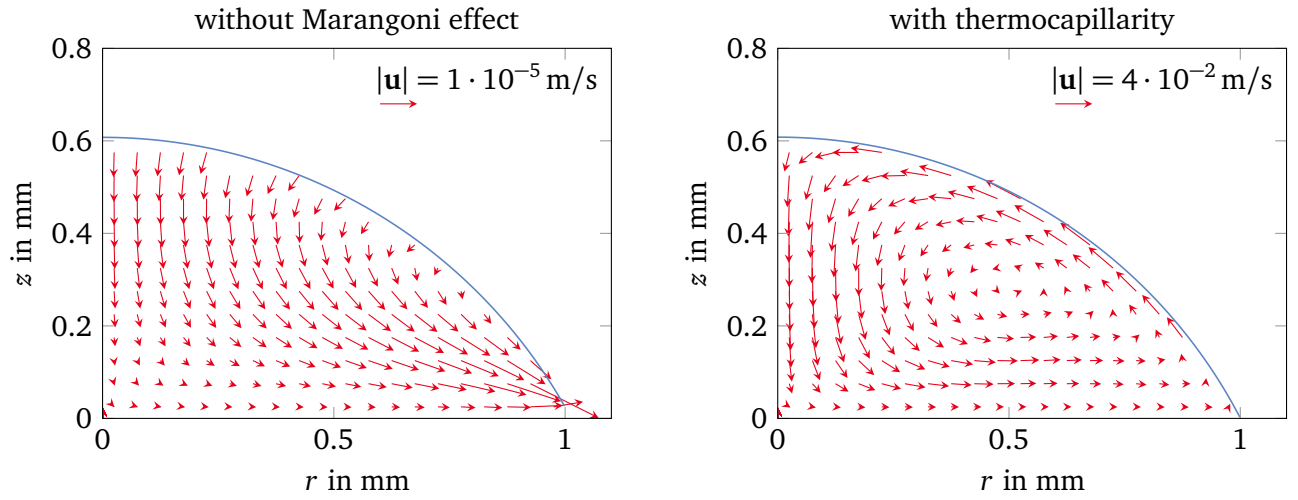 without Marangoni effect
0.8
|u| = 1 · 10⁻⁵ m/s
0.6
0.4
z in mm
0.2
0
0
0.5
1
r in mm
with thermocapillarity
0.8
|u| = 4 · 10⁻² m/s
0.6
0.4
z in mm
0.2
0
0
0.5
1
r in mm